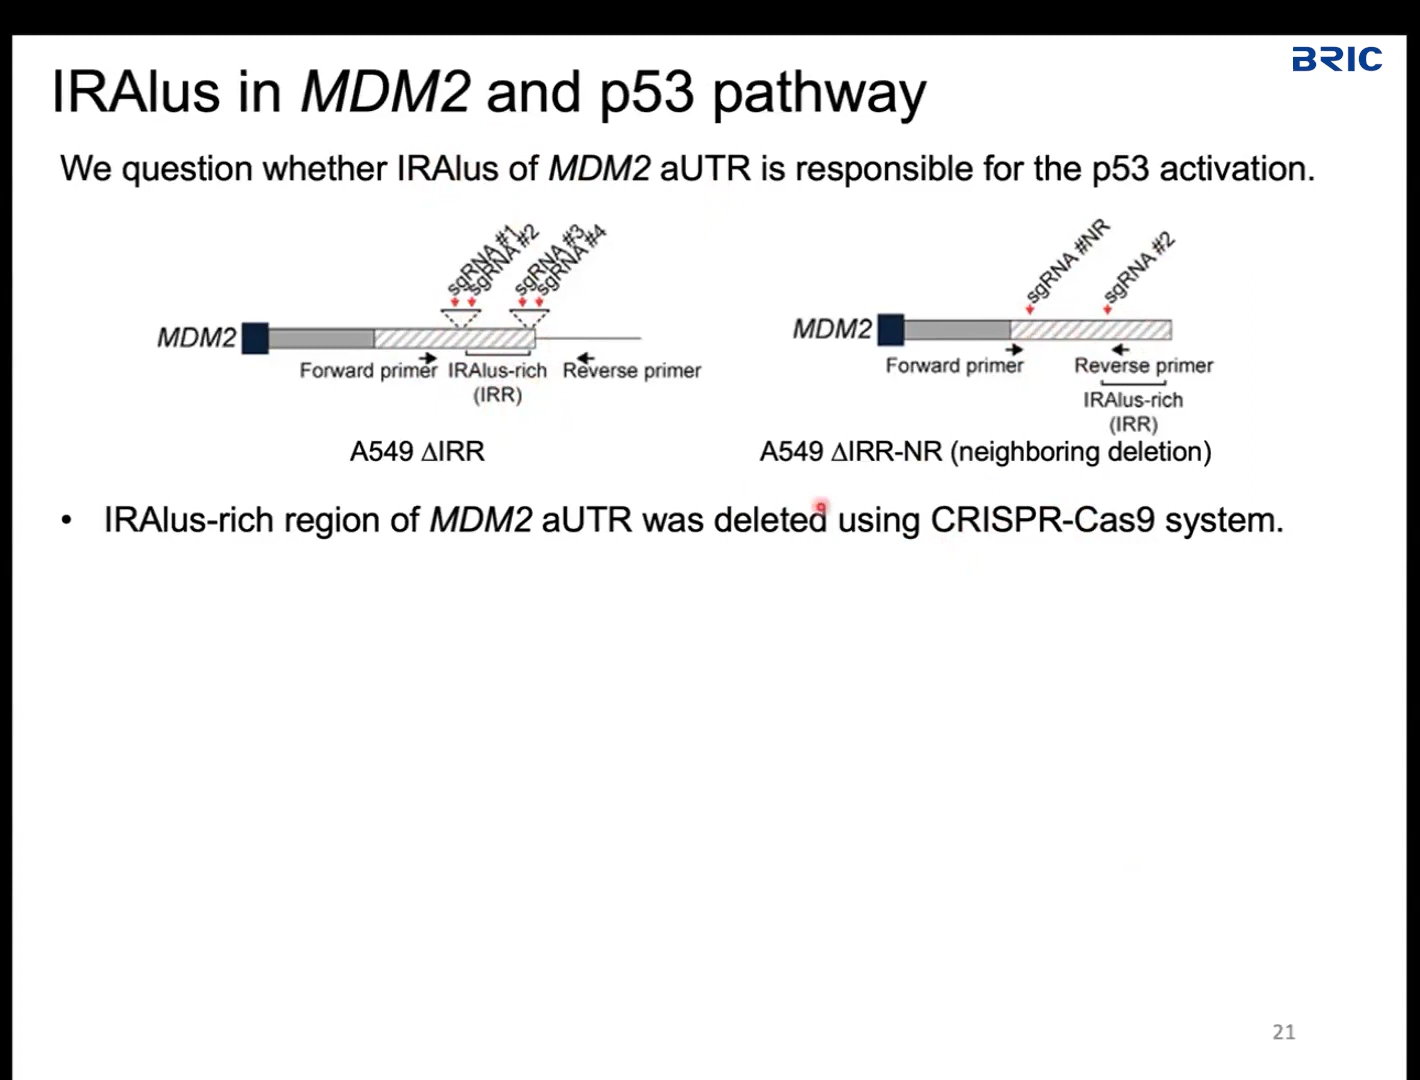 BRIC
IRAlus in MDM2 and p53 pathway
We question whether IRAlus of MDM2 aUTR is responsible for the p53 activation.
sgRNA #1
sgRNA #2
sgRNA #3
sgRNA #4
MDM2
Forward primer
IRAlus-rich
(IRR)
Reverse primer
A549 ΔIRR
sgRNA #NR
sgRNA #2
MDM2
Forward primer
Reverse primer
IRAlus-rich
(IRR)
A549 ΔIRR-NR (neighboring deletion)
• IRAlus-rich region of MDM2 aUTR was deleted using CRISPR-Cas9 system.
21